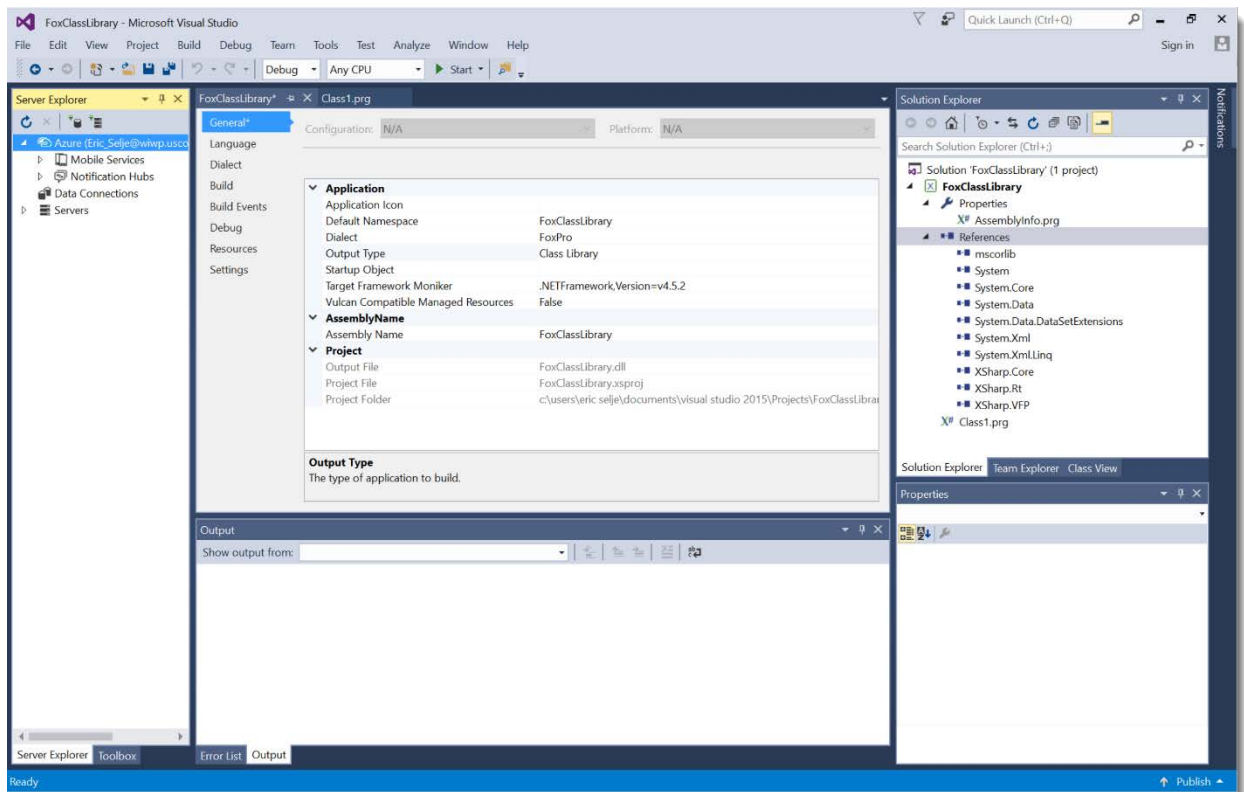 FoxClassLibrary - Microsoft Visual Studio
Quick Launch (Ctrl+Q)
File Edit View Project Build Debug Team Tools Test Analyze Window Help
Sign in
Debug Any CPU Start
Server Explorer
Azure (Eric_Selje@wiwp.usco
Mobile Services
Notification Hubs
Data Connections
Servers
Server Explorer Toolbox
FoxClassLibrary* Class1.prg
General*
Language
Dialect
Build
Build Events
Debug
Resources
Settings
Configuration: N/A Platform: N/A
Application
Application Icon
Default Namespace FoxClassLibrary
Dialect FoxPro
Output Type Class Library
Startup Object
Target Framework Moniker .NETFramework,Version=v4.5.2
Vulcan Compatible Managed Resources False
AssemblyName
Assembly Name FoxClassLibrary
Project
Output File FoxClassLibrary.dll
Project File FoxClassLibrary.xsproj
Project Folder c:\users\eric selje\documents\visual studio 2015\Projects\FoxClassLibrar
Output Type
The type of application to build.
Output
Show output from:
Error List Output
Solution Explorer
Search Solution Explorer (Ctrl+;)
Solution 'FoxClassLibrary' (1 project)
FoxClassLibrary
Properties
AssemblyInfo.prg
References
mscorlib
System
System.Core
System.Data
System.Data.DataSetExtensions
System.Xml
System.Xml.Linq
XSharp.Core
XSharp.Rt
XSharp.VFP
Class1.prg
Solution Explorer Team Explorer Class View
Properties
Notifications
Ready
Publish